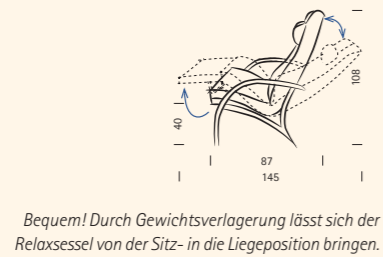 108
40
87
145
Bequem! Durch Gewichtsverlagerung lässt sich der
Relaxsessel von der Sitz- in die Liegeposition bringen.